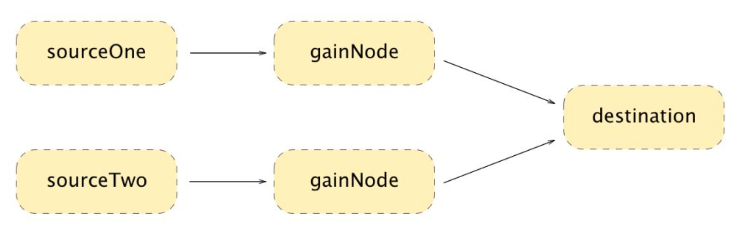 sourceOne
gainNode
destination
sourceTwo
gainNode